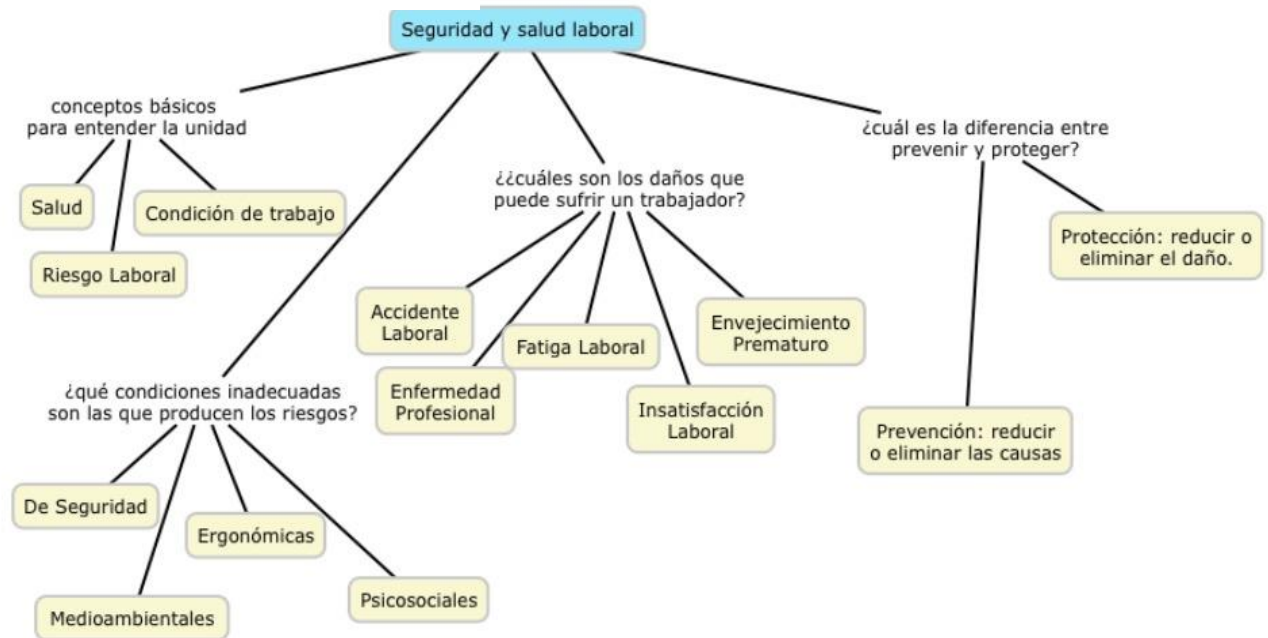 Seguridad y salud laboral
conceptos básicos
para entender la unidad
Salud
Condición de trabajo
Riesgo Laboral
¿qué condiciones inadecuadas
son las que producen los riesgos?
De Seguridad
Medioambientales
Ergonómicas
Psicosociales
¿¿cuáles son los daños que
puede sufrir un trabajador?
Accidente
Laboral
Enfermedad
Profesional
Fatiga Laboral
Insatisfacción
Laboral
Envejecimiento
Prematuro
¿cuál es la diferencia entre
prevenir y proteger?
Prevención: reducir
o eliminar las causas
Protección: reducir o
eliminar el daño.